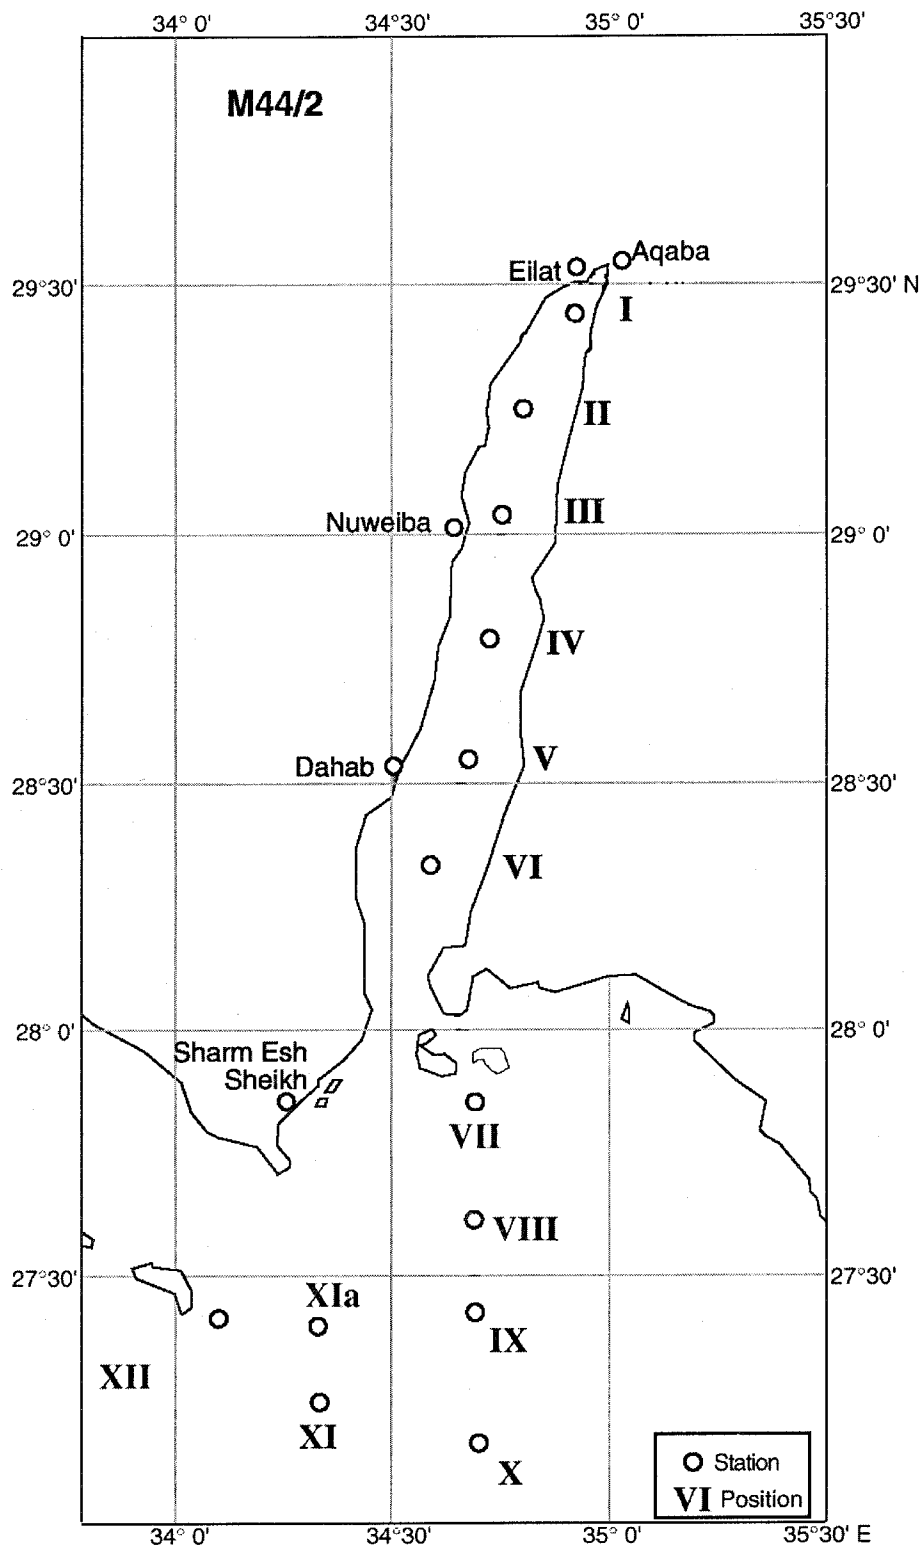 34° 0'
34°30'
35° 0'
35°30'
M44/2
Eilat
Aqaba
29°30'
29°30' N
I
II
III
Nuweiba
29° 0'
29° 0'
IV
V
Dahab
28°30'
28°30'
VI
28° 0'
28° 0'
Sharm Esh
Sheikh
VII
VIII
27°30'
27°30'
XIa
IX
XII
XI
X
Station
VI Position
34° 0'
34°30'
35° 0'
35°30' E